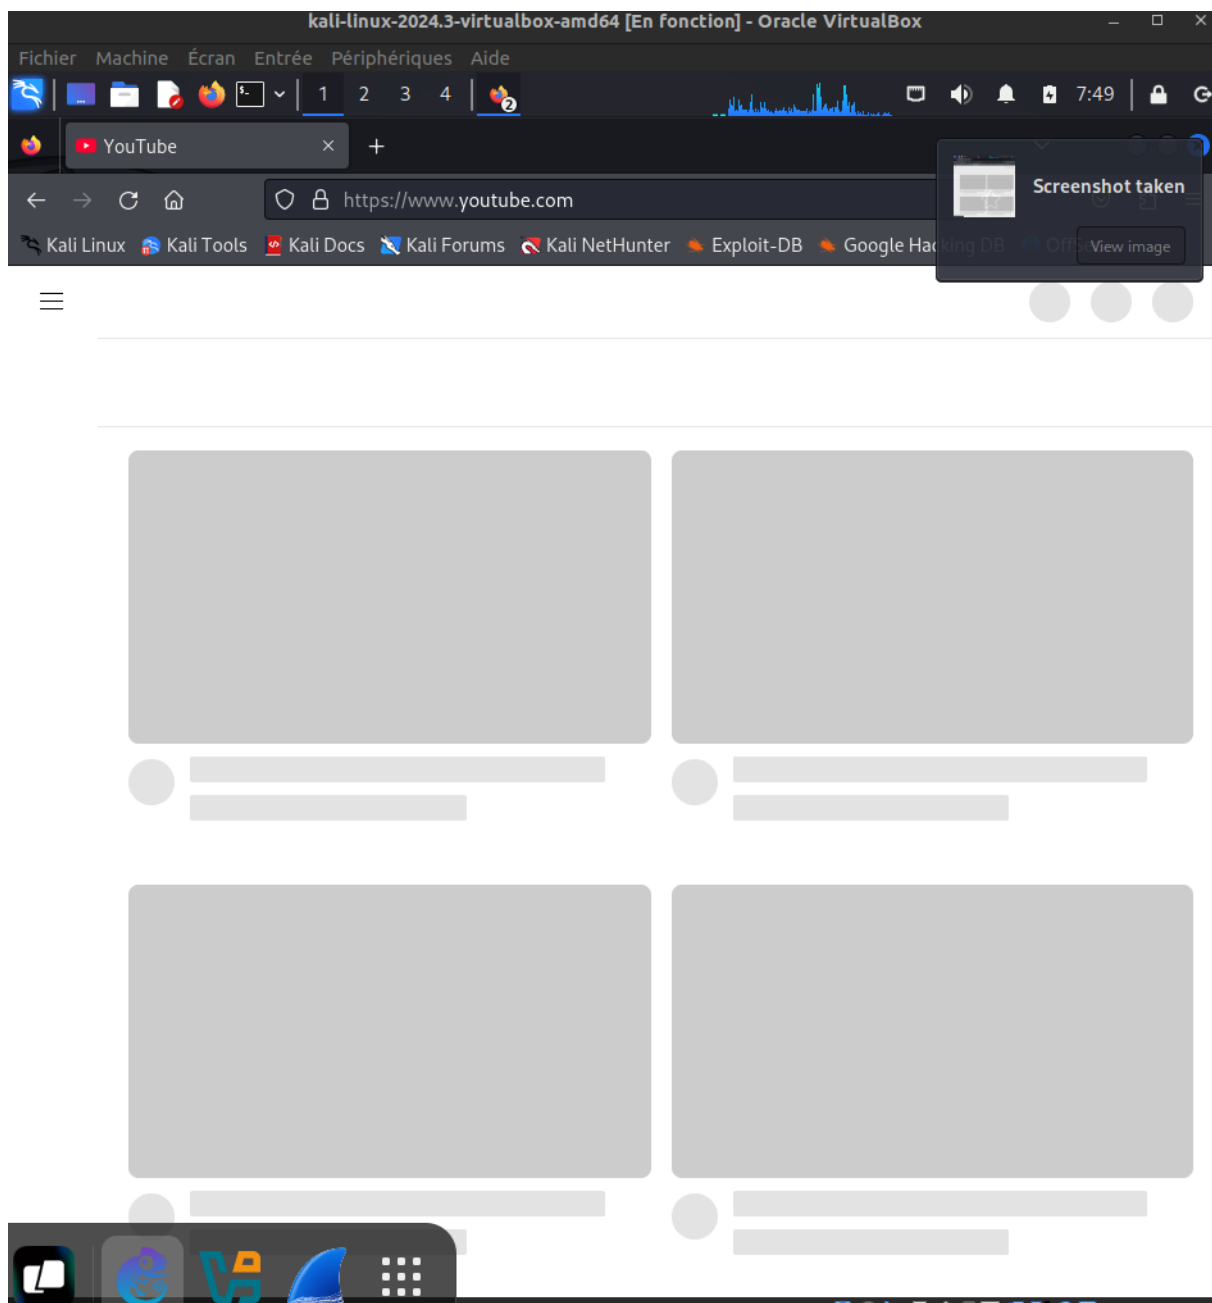 kali-linux-2024.3-virtualbox-amd64 [En fonction] - Oracle VirtualBox
Fichier Machine Écran Entrée Périphériques Aide
1 2 3 4 2 7:49
YouTube
Screenshot taken
https://www.youtube.com
Kali Linux Kali Tools Kali Docs Kali Forums Kali NetHunter Exploit-DB Google Hacking DB
View image